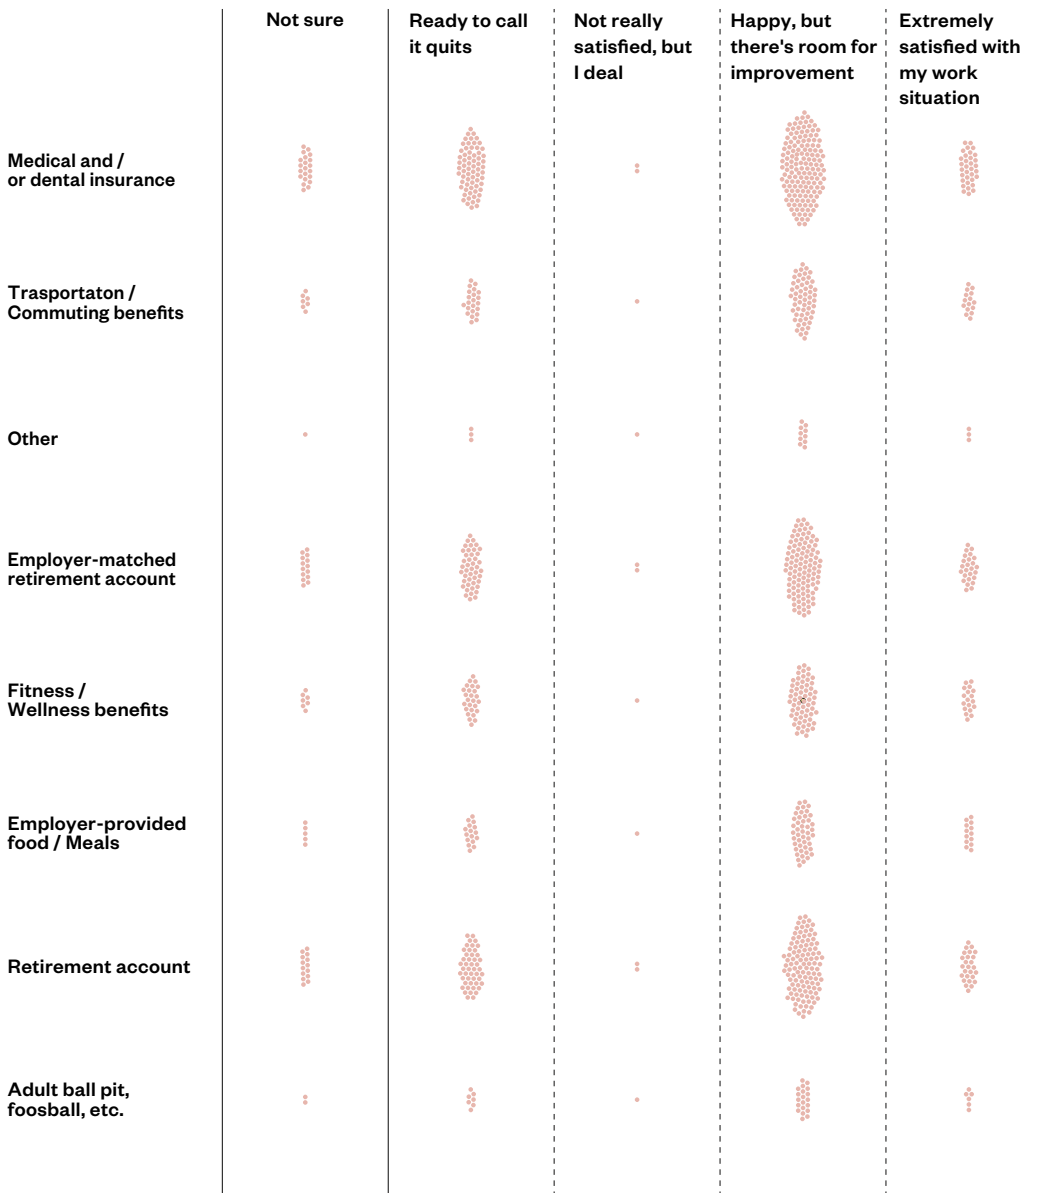 Not sure
Ready to call
it quits
Not really
satisfied, but
I deal
Happy, but
there's room for
improvement
Extremely
satisfied with
my work
situation
Medical and /
or dental insurance
Trasportaton /
Commuting benefits
Other
Employer-matched
retirement account
Fitness /
Wellness benefits
Employer-provided
food / Meals
Retirement account
Adult ball pit,
foosball, etc.